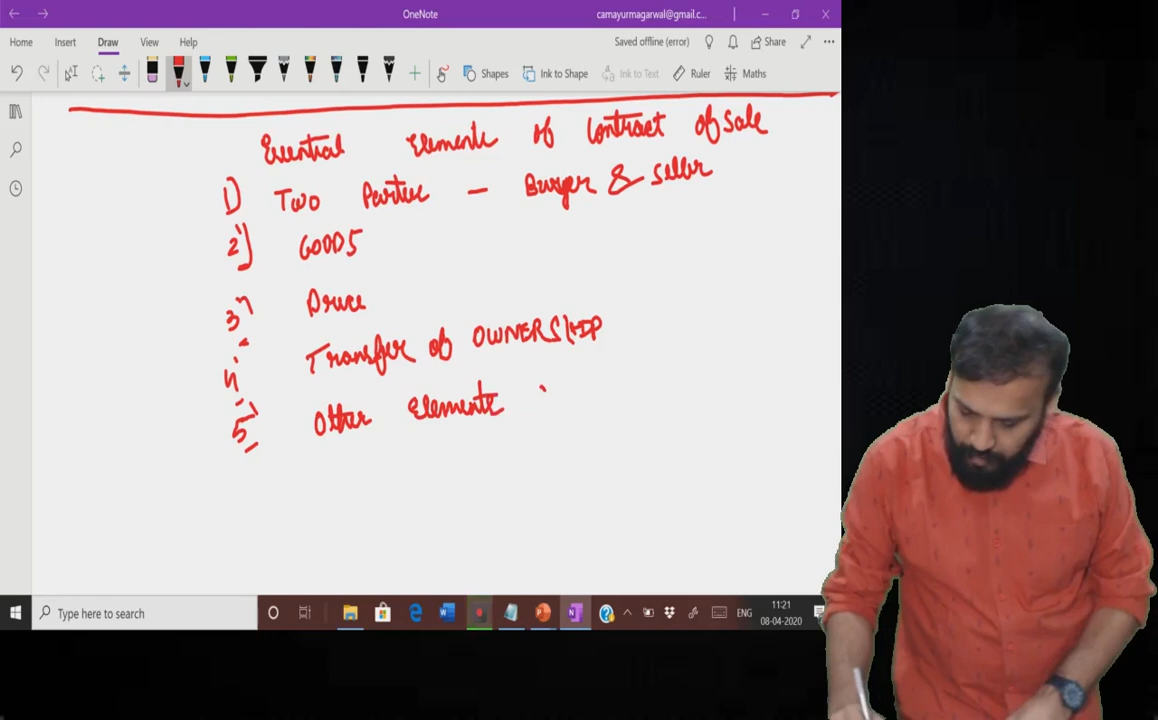 OneNote
camayurmagarwal@gmail.c...
Home Insert Draw View Help
Saved offline (error) Share
Shapes Ink to Shape Ink to Text Ruler Maths
Essential Elements of Contract of Sale
1) Two Parties — Buyer & Seller
2) GOODS
3) Price
4) Transfer of OWNERSHIP
5) Other Elements
Type here to search
ENG
11:21
08-04-2020